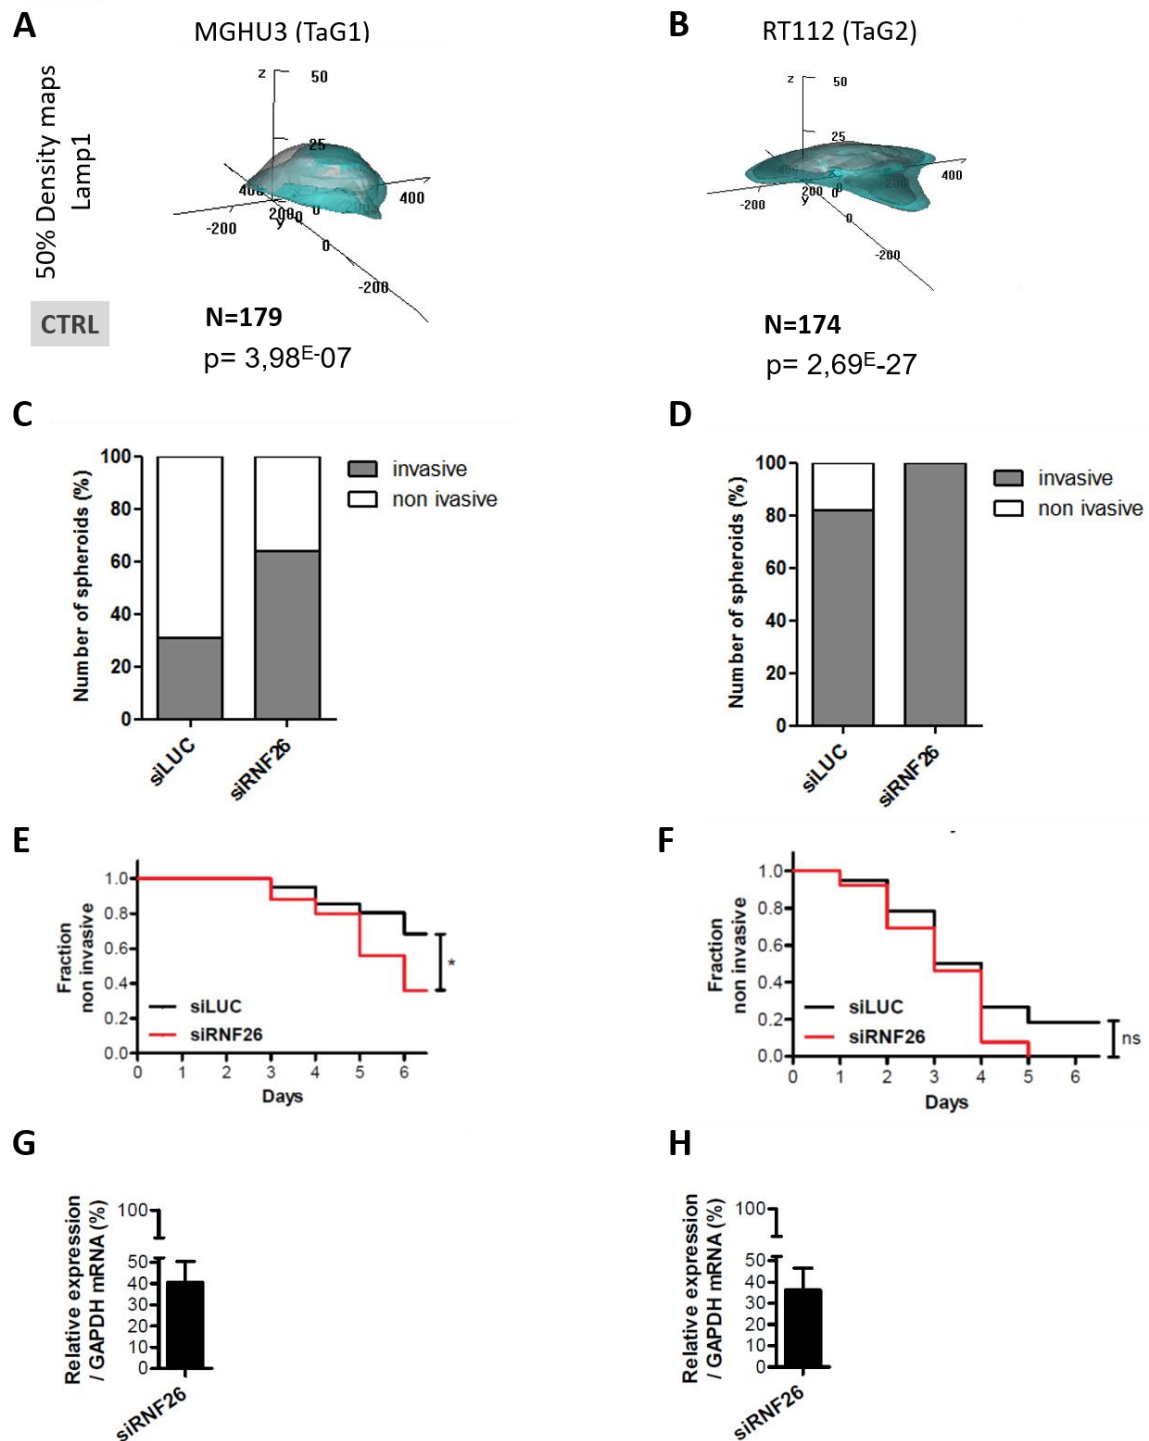 A
MGHU3 (TaG1)
B
RT112 (TaG2)
50% Density maps
Lamp1
z
50
25
400
400
-200
200
0
0
y
0
-200
z
50
25
400
200
-200
200
0
y
0
-200
CTRL
N=179
p= 3,98E-07
N=174
p= 2,69E-27
C
Number of spheroids (%)
100
80
60
40
20
0
siLUC
siRNF26
invasive
non ivasive
D
Number of spheroids (%)
100
80
60
40
20
0
siLUC
siRNF26
invasive
non ivasive
E
Fraction
non invasive
1.0
0.8
0.6
0.4
0.2
0.0
siLUC
siRNF26
*
0 1 2 3 4 5 6
Days
F
Fraction
non invasive
1.0
0.8
0.6
0.4
0.2
0.0
siLUC
siRNF26
ns
0 1 2 3 4 5 6
Days
G
Relative expression
/ GAPDH mRNA (%)
100
50
40
30
20
10
0
siRNF26
H
Relative expression
/ GAPDH mRNA (%)
100
50
40
30
20
10
0
siRNF26